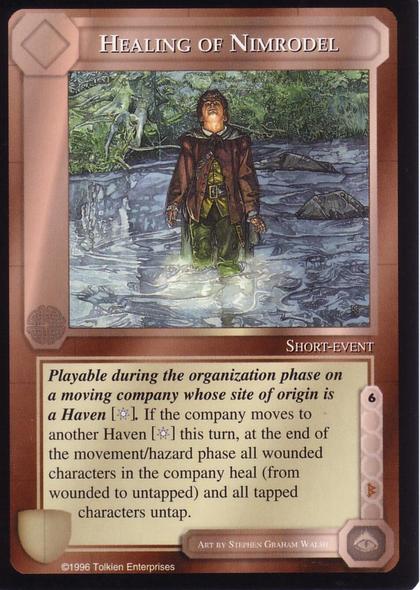 HEALING OF NIMRODEL
SHORT-EVENT
Playable during the organization phase on
a moving company whose site of origin is
a Haven [ ]. If the company moves to
another Haven [ ] this turn, at the end of
the movement/hazard phase all wounded
characters in the company heal (from
wounded to untapped) and all tapped
characters untap.
6
ART BY STEPHEN GRAHAM WALSH
©1996 Tolkien Enterprises